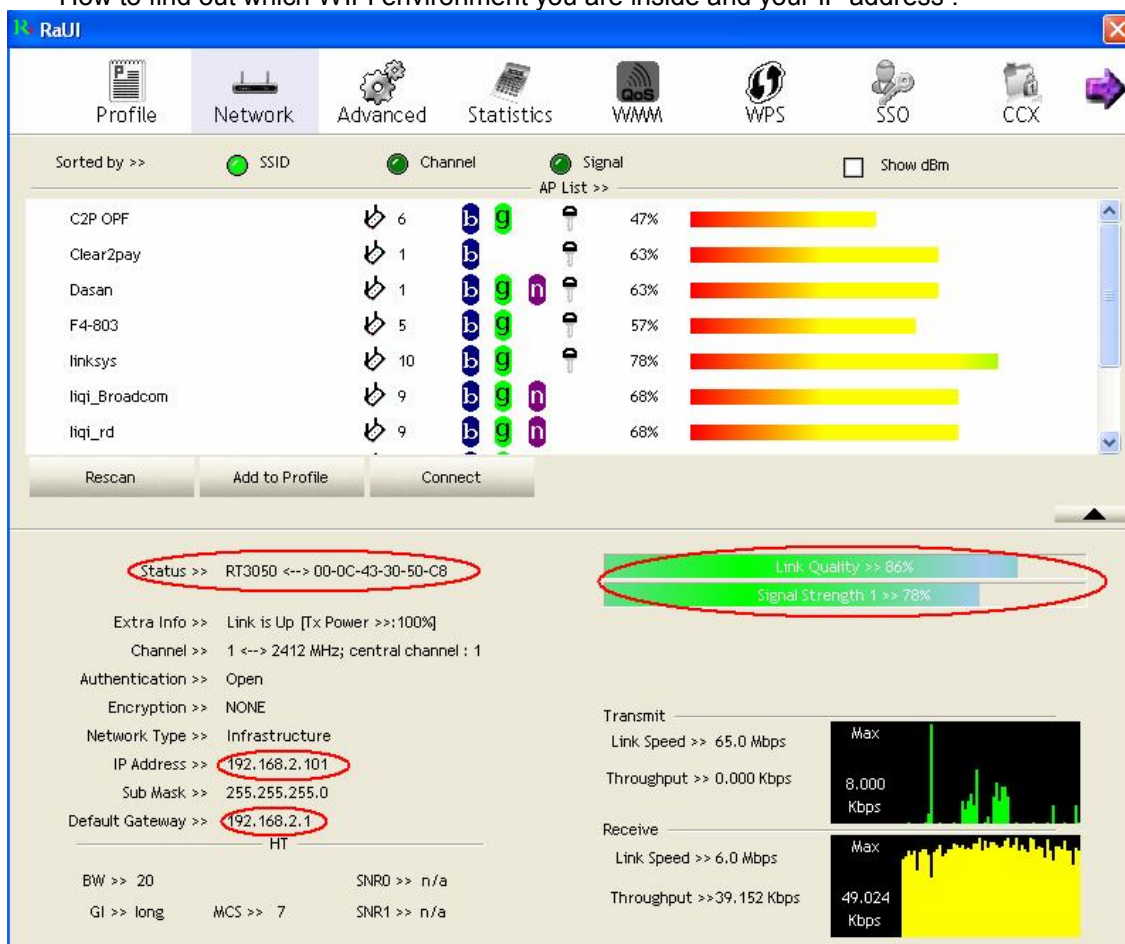 How to find out which WIFI environment you are inside and your IP address :
RaUI
Profile Network Advanced Statistics WMM WPS SSO CCX
QoS
Sorted by >> SSID Channel Signal Show dBm
AP List >>
C2P OPF 6 b g 47%
Clear2pay 1 b 63%
Dasan 1 b g n 63%
F4-803 5 b g 57%
linksys 10 b g 78%
liqi_Broadcom 9 b g n 68%
liqi_rd 9 b g n 68%
Rescan Add to Profile Connect
Status >> RT3050 <--> 00-0C-43-30-50-C8
Link Quality >> 86%
Signal Strength 1 >> 78%
Extra Info >> Link is Up [Tx Power >>:100%]
Channel >> 1 <--> 2412 MHz; central channel : 1
Authentication >> Open
Encryption >> NONE
Network Type >> Infrastructure
IP Address >> 192.168.2.101
Sub Mask >> 255.255.255.0
Default Gateway >> 192.168.2.1
HT
BW >> 20 SNR0 >> n/a
GI >> long MCS >> 7 SNR1 >> n/a
Transmit
Link Speed >> 65.0 Mbps
Throughput >> 0.000 Kbps
Max
8.000
Kbps
Receive
Link Speed >> 6.0 Mbps
Throughput >>39.152 Kbps
Max
49.024
Kbps